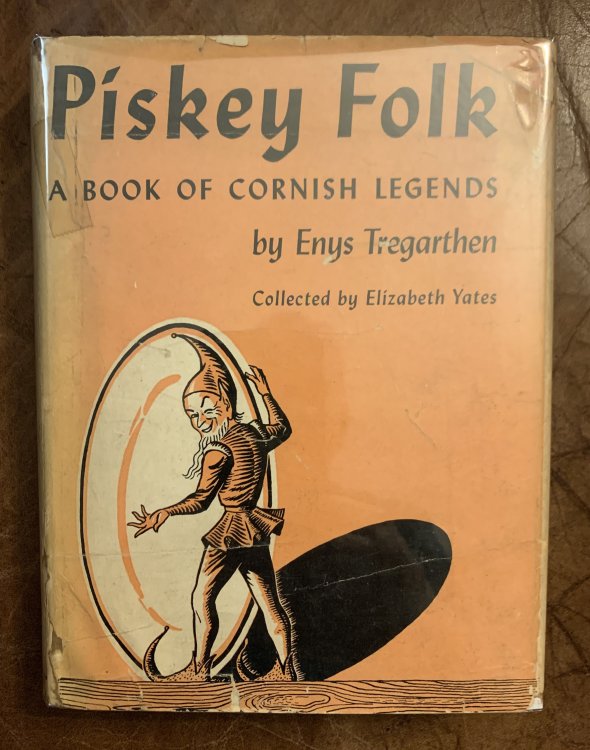 Piskey Folk
A BOOK OF CORNISH LEGENDS
by Enys Tregarthen
Collected by Elizabeth Yates